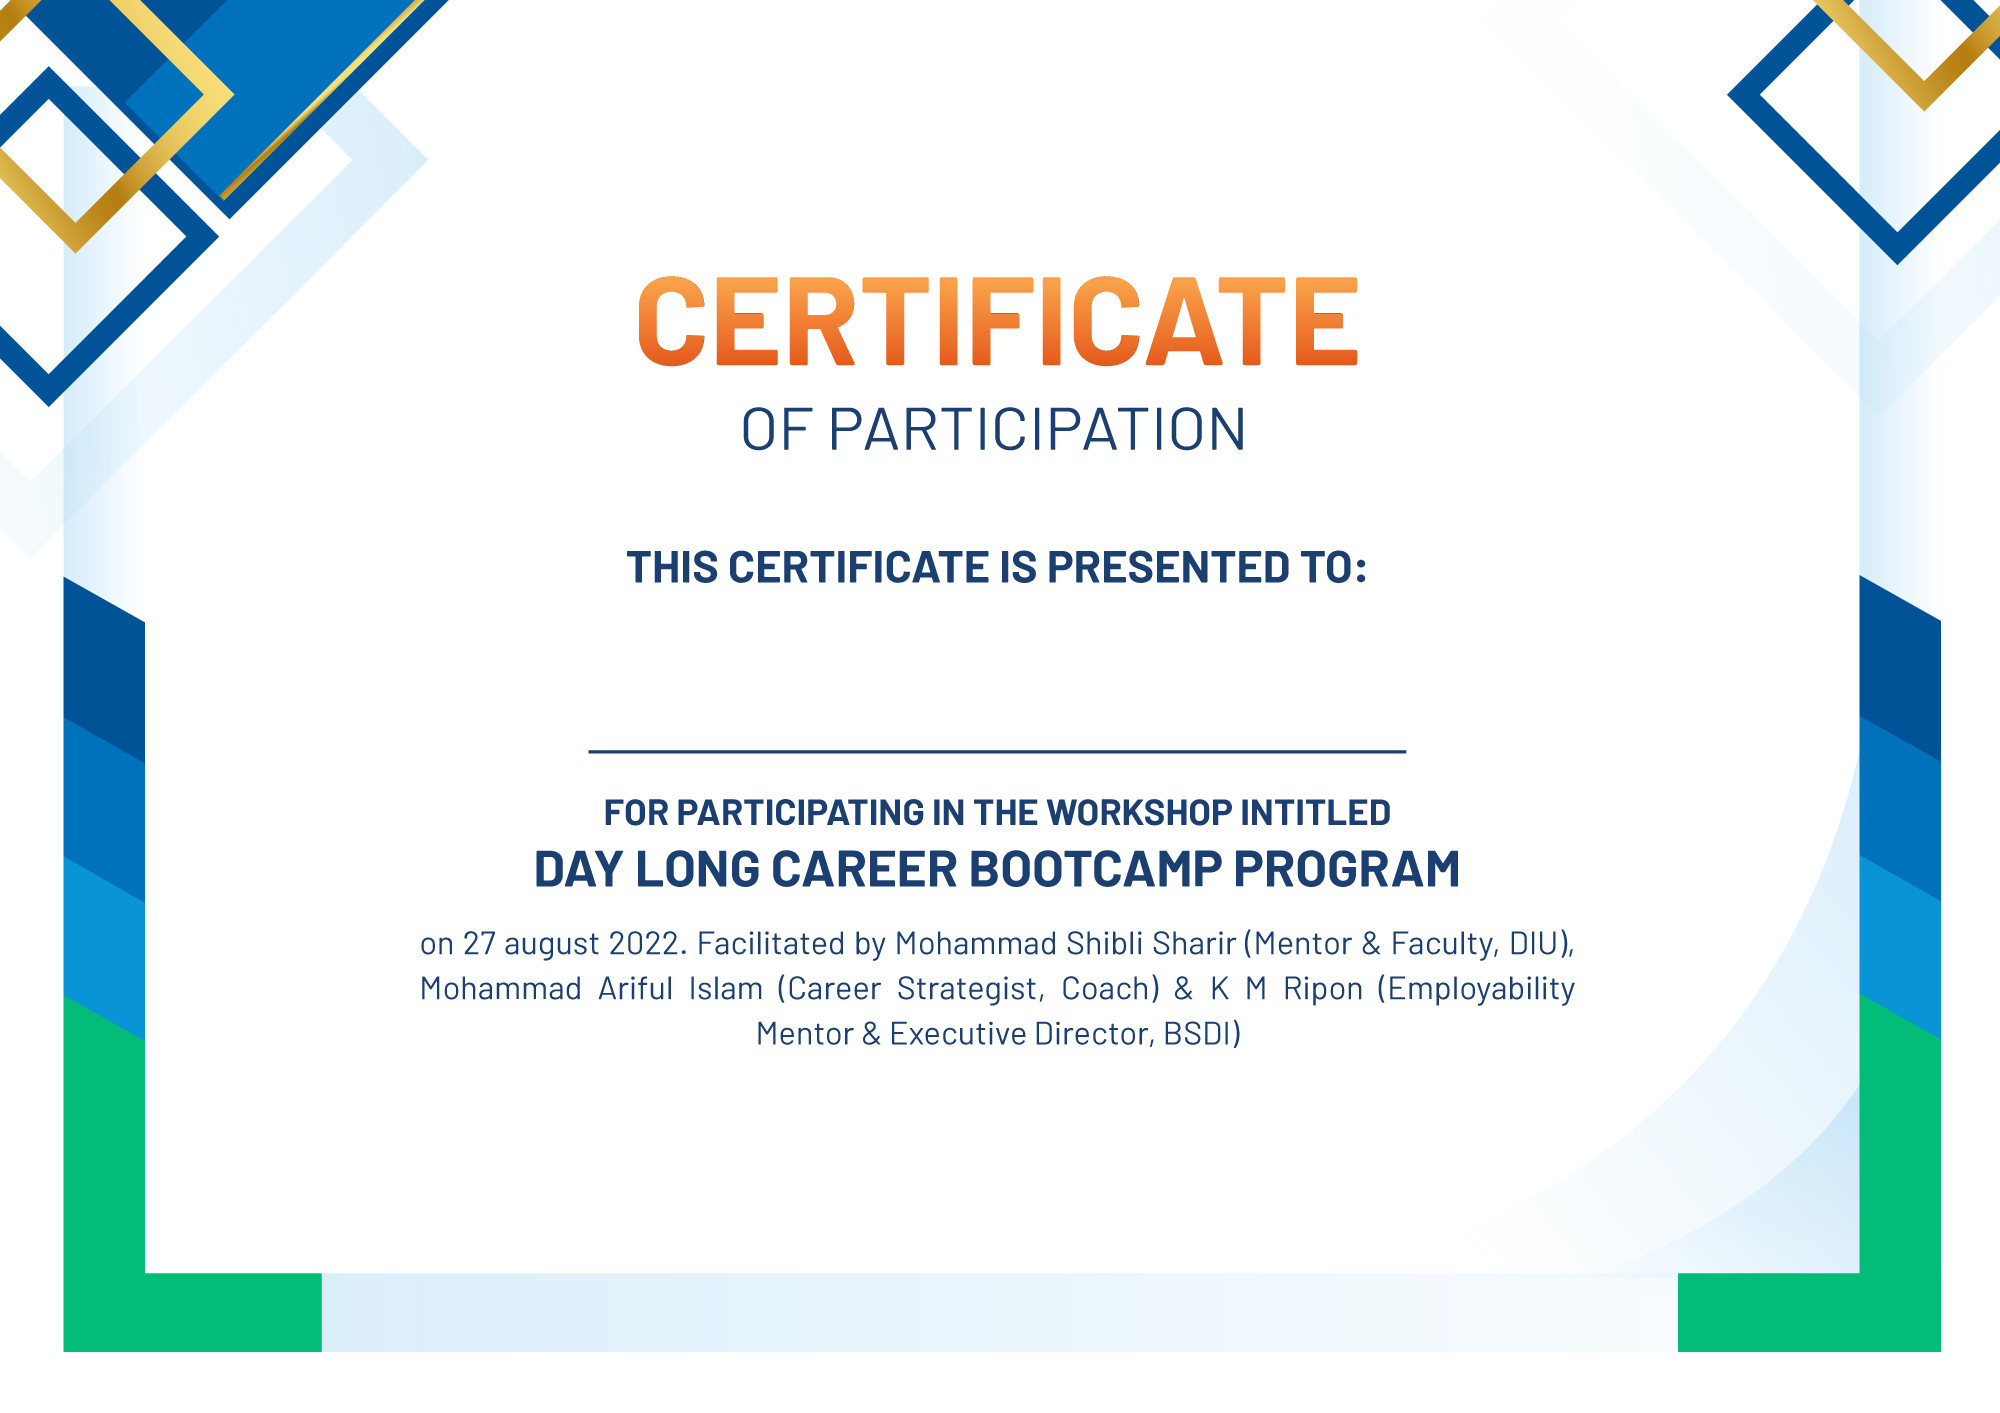 CERTIFICATE
OF PARTICIPATION
THIS CERTIFICATE IS PRESENTED TO:
FOR PARTICIPATING IN THE WORKSHOP INTITLED
DAY LONG CAREER BOOTCAMP PROGRAM
on 27 august 2022. Facilitated by Mohammad Shibli Sharir (Mentor & Faculty, DIU),
Mohammad Ariful Islam (Career Strategist, Coach) & K M Ripon (Employability
Mentor & Executive Director, BSDI)